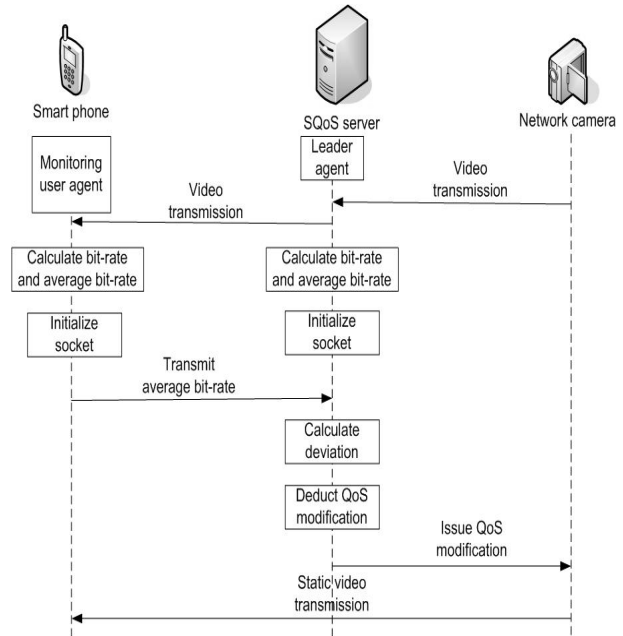 Smart phone
SQoS server
Network camera
Monitoring
user agent
Leader
agent
Video
transmission
Video
transmission
Calculate bit-rate
and average bit-rate
Calculate bit-rate
and average bit-rate
Initialize
socket
Initialize
socket
Transmit
average bit-rate
Calculate
deviation
Deduct QoS
modification
Issue QoS
modification
Static video
transmission